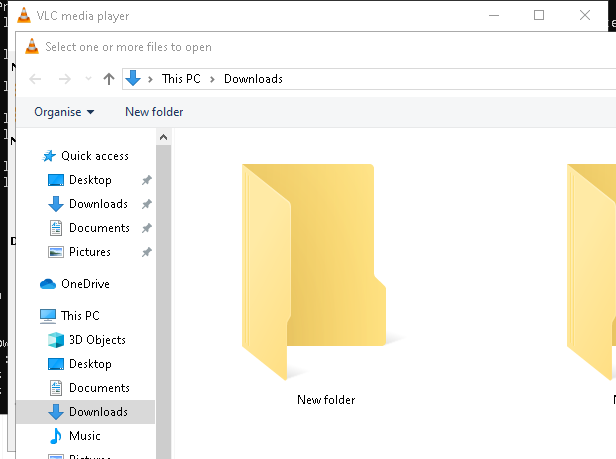 VLC media player
Select one or more files to open
This PC > Downloads
Organise
New folder
Quick access
Desktop
Downloads
Documents
Pictures
OneDrive
This PC
3D Objects
Desktop
Documents
Downloads
Music
Pictures
New folder